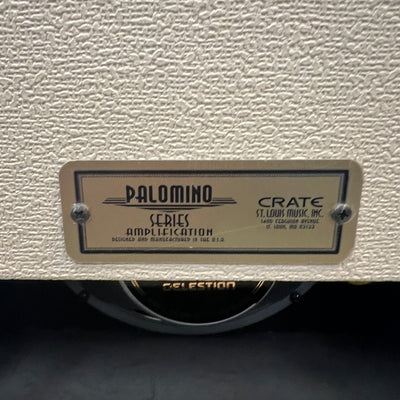 PALOMINO
SERIES
AMPLIFICATION
DESIGNED AND MANUFACTURED IN THE U.S.A.
CRATE
ST. LOUIS MUSIC, INC.
1400 FERGUSON AVENUE
ST. LOUIS, MO 63133
CELESTION